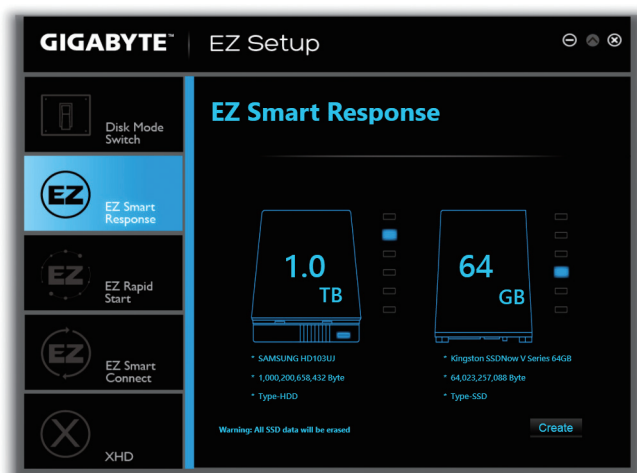 GIGABYTE™ EZ Setup
Disk Mode
Switch
EZ
EZ Smart
Response
EZ
EZ Rapid
Start
EZ
EZ Smart
Connect
X
XHD
EZ Smart Response
1.0
TB
64
GB
* SAMSUNG HD103UJ
* 1,000,200,658,432 Byte
* Type-HDD
* Kingston SSDNow V Series 64GB
* 64,023,257,088 Byte
* Type-SSD
Warning: All SSD data will be erased
Create